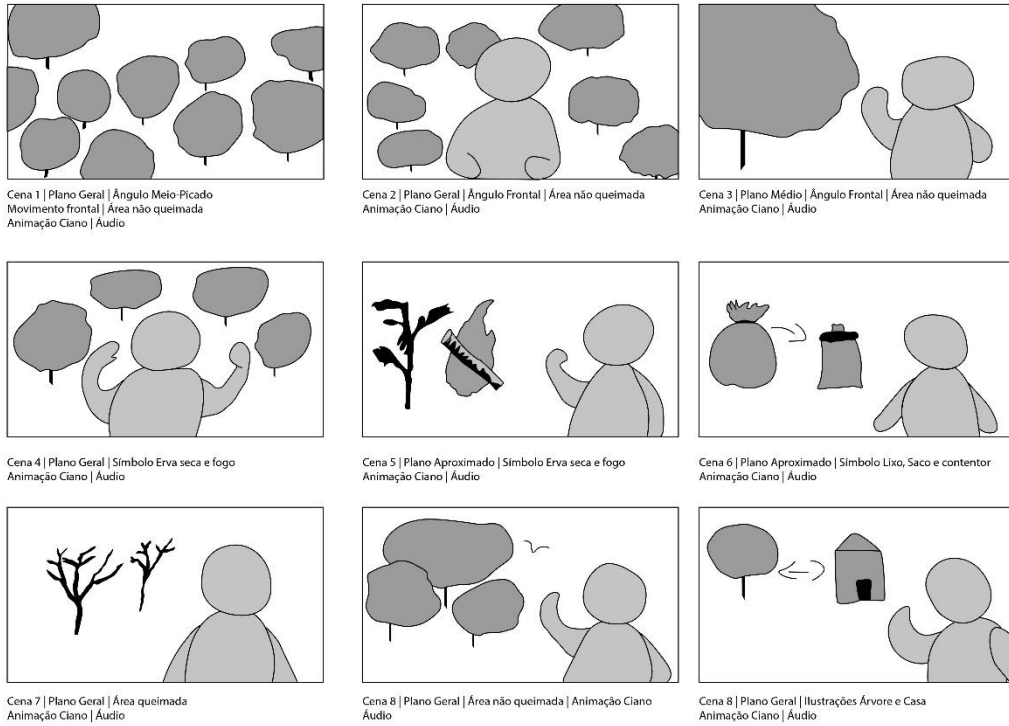 Cena 1 | Plano Geral | Ângulo Meio-Picado
Movimento frontal | Área não queimada
Animação Ciano | Áudio
Cena 2 | Plano Geral | Ângulo Frontal | Área não queimada
Animação Ciano | Áudio
Cena 3 | Plano Médio | Ângulo Frontal | Área não queimada
Animação Ciano | Áudio
Cena 4 | Plano Geral | Símbolo Erva seca e fogo
Animação Ciano | Áudio
Cena 5 | Plano Aproximado | Símbolo Erva seca e fogo
Animação Ciano | Áudio
Cena 6 | Plano Aproximado | Símbolo Lixo, Saco e contentor
Animação Ciano | Áudio
Cena 7 | Plano Geral | Área queimada
Animação Ciano | Áudio
Cena 8 | Plano Geral | Área não queimada | Animação Ciano
Áudio
Cena 8 | Plano Geral | Ilustrações Árvore e Casa
Animação Ciano | Áudio